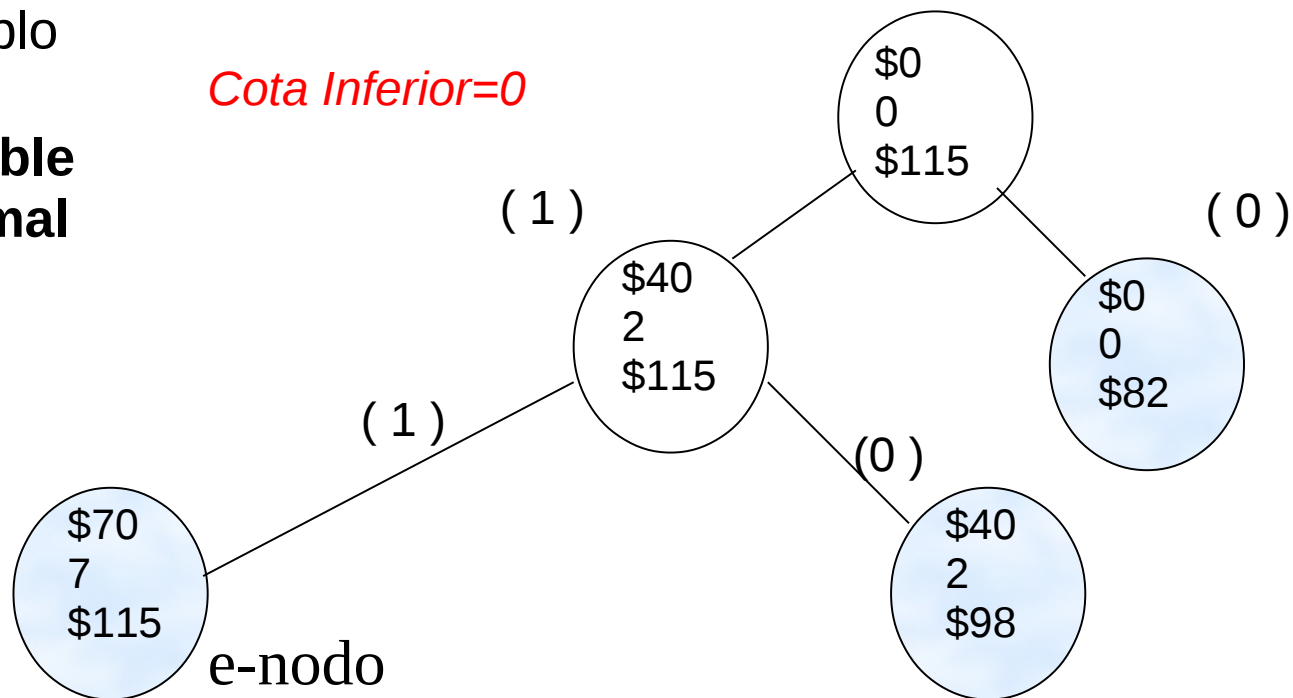 plo
Cota Inferior=0
ble
mal
$0
0
$115
( 1 )
( 0 )
$40
2
$115
$0
0
$82
( 1 )
(0 )
$70
7
$115
$40
2
$98
e-nodo